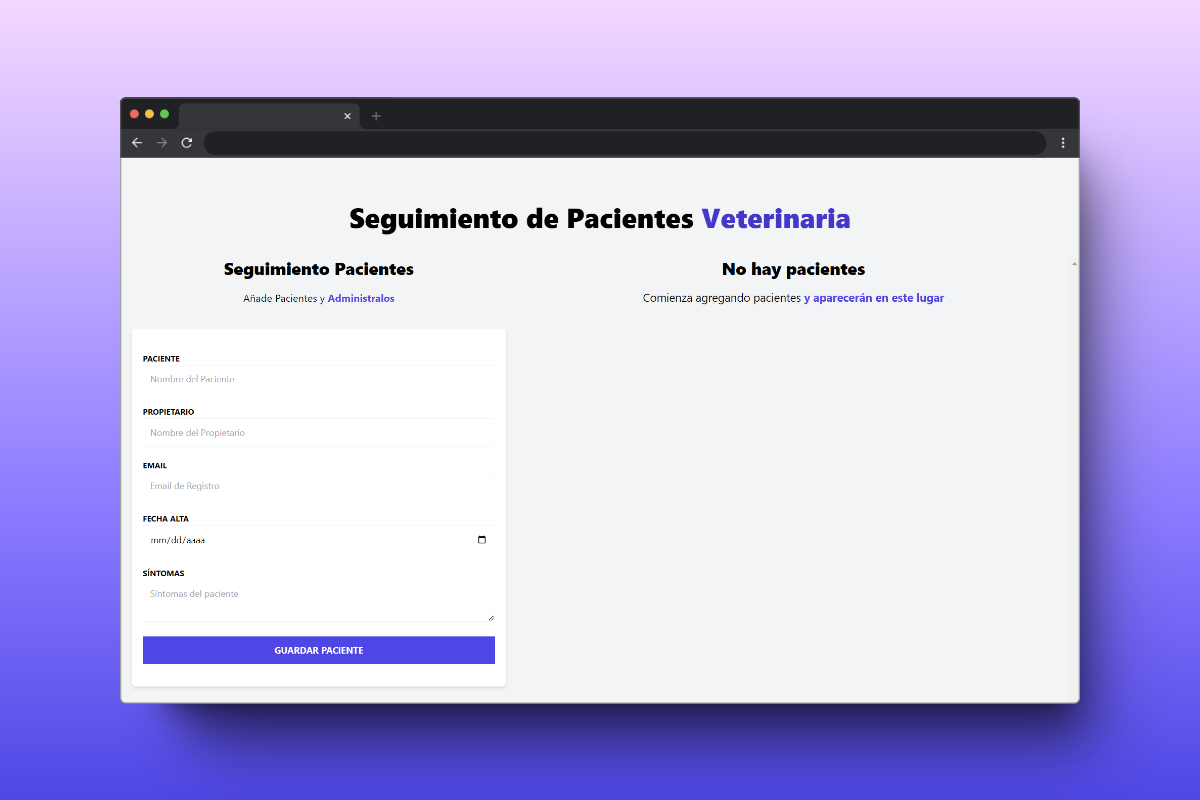 Seguimiento de Pacientes Veterinaria
Seguimiento Pacientes
Añade Pacientes y Administralos
PACIENTE
Nombre del Paciente
PROPIETARIO
Nombre del Propietario
EMAIL
Email de Registro
FECHA ALTA
mm/dd/aaaa
SÍNTOMAS
Síntomas del paciente
GUARDAR PACIENTE
No hay pacientes
Comienza agregando pacientes y aparecerán en este lugar